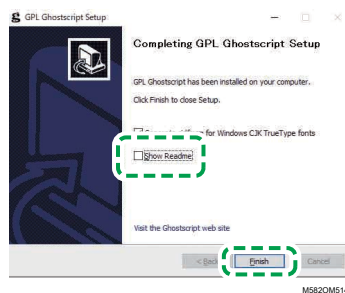 GPL Ghostscript Setup
Completing GPL Ghostscript Setup
GPL Ghostscript has been installed on your computer.
Click Finish to close Setup.
for Windows CJK TrueType fonts
Show Readme
Visit the Ghostscript web site
< Back
Finish
Cancel
M582OM514